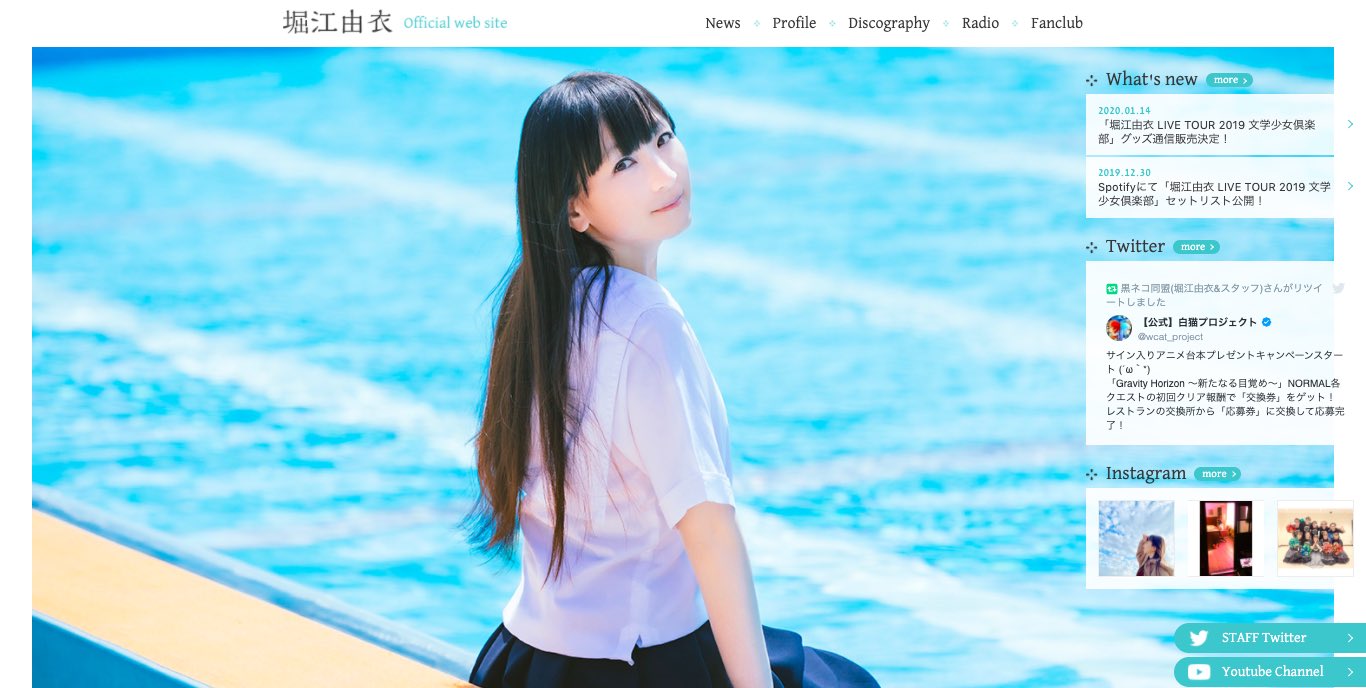 堀江由衣 Official web site
News Profile Discography Radio Fanclub
What's new more
2020.01.14
「堀江由衣 LIVE TOUR 2019 文学少女倶楽
部」グッズ通信販売決定！
2019.12.30
Spotifyにて「堀江由衣 LIVE TOUR 2019 文学
少女倶楽部」セットリスト公開！
Twitter more
黒ネコ同盟(堀江由衣&スタッフ)さんがリツイ
ートしました
【公式】白猫プロジェクト
@wcat_project
サイン入りアニメ台本プレゼントキャンペーンスター
ト (´ω｀*)
「Gravity Horizon 〜新たなる目覚め〜」NORMAL各
クエストの初回クリア報酬で「交換券」をゲット！
レストランの交換所から「応募券」に交換して応募完
了！
Instagram more
STAFF Twitter
Youtube Channel